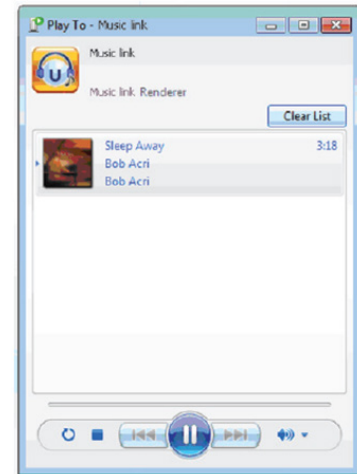 Play To - Music link
Music link
Music link Renderer
Clear List
Sleep Away 3:18
Bob Acri
Bob Acri